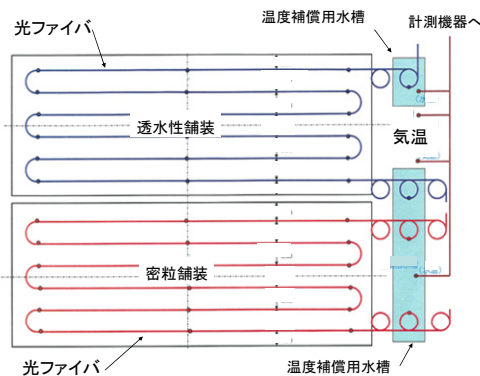 温度補償用水槽
計測機器へ
光ファイバ
透水性舗装
気温
密粒舗装
光ファイバ
温度補償用水槽